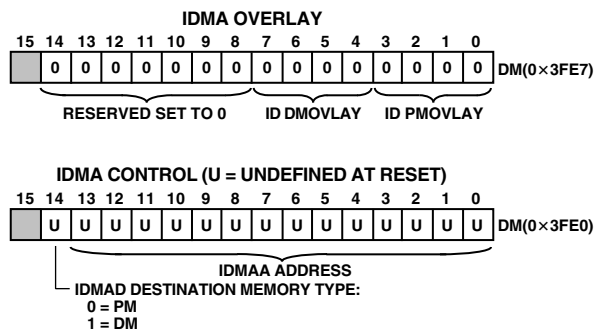 IDMA OVERLAY
15 14 13 12 11 10 9 8 7 6 5 4 3 2 1 0
0 0 0 0 0 0 0 0 0 0 0 0 0 0 0 DM(0×3FE7)
RESERVED SET TO 0 ID DMOVLAY ID PMOVLAY
IDMA CONTROL (U = UNDEFINED AT RESET)
15 14 13 12 11 10 9 8 7 6 5 4 3 2 1 0
U U U U U U U U U U U U U U U DM(0×3FE0)
IDMAA ADDRESS
IDMAD DESTINATION MEMORY TYPE:
0 = PM
1 = DM